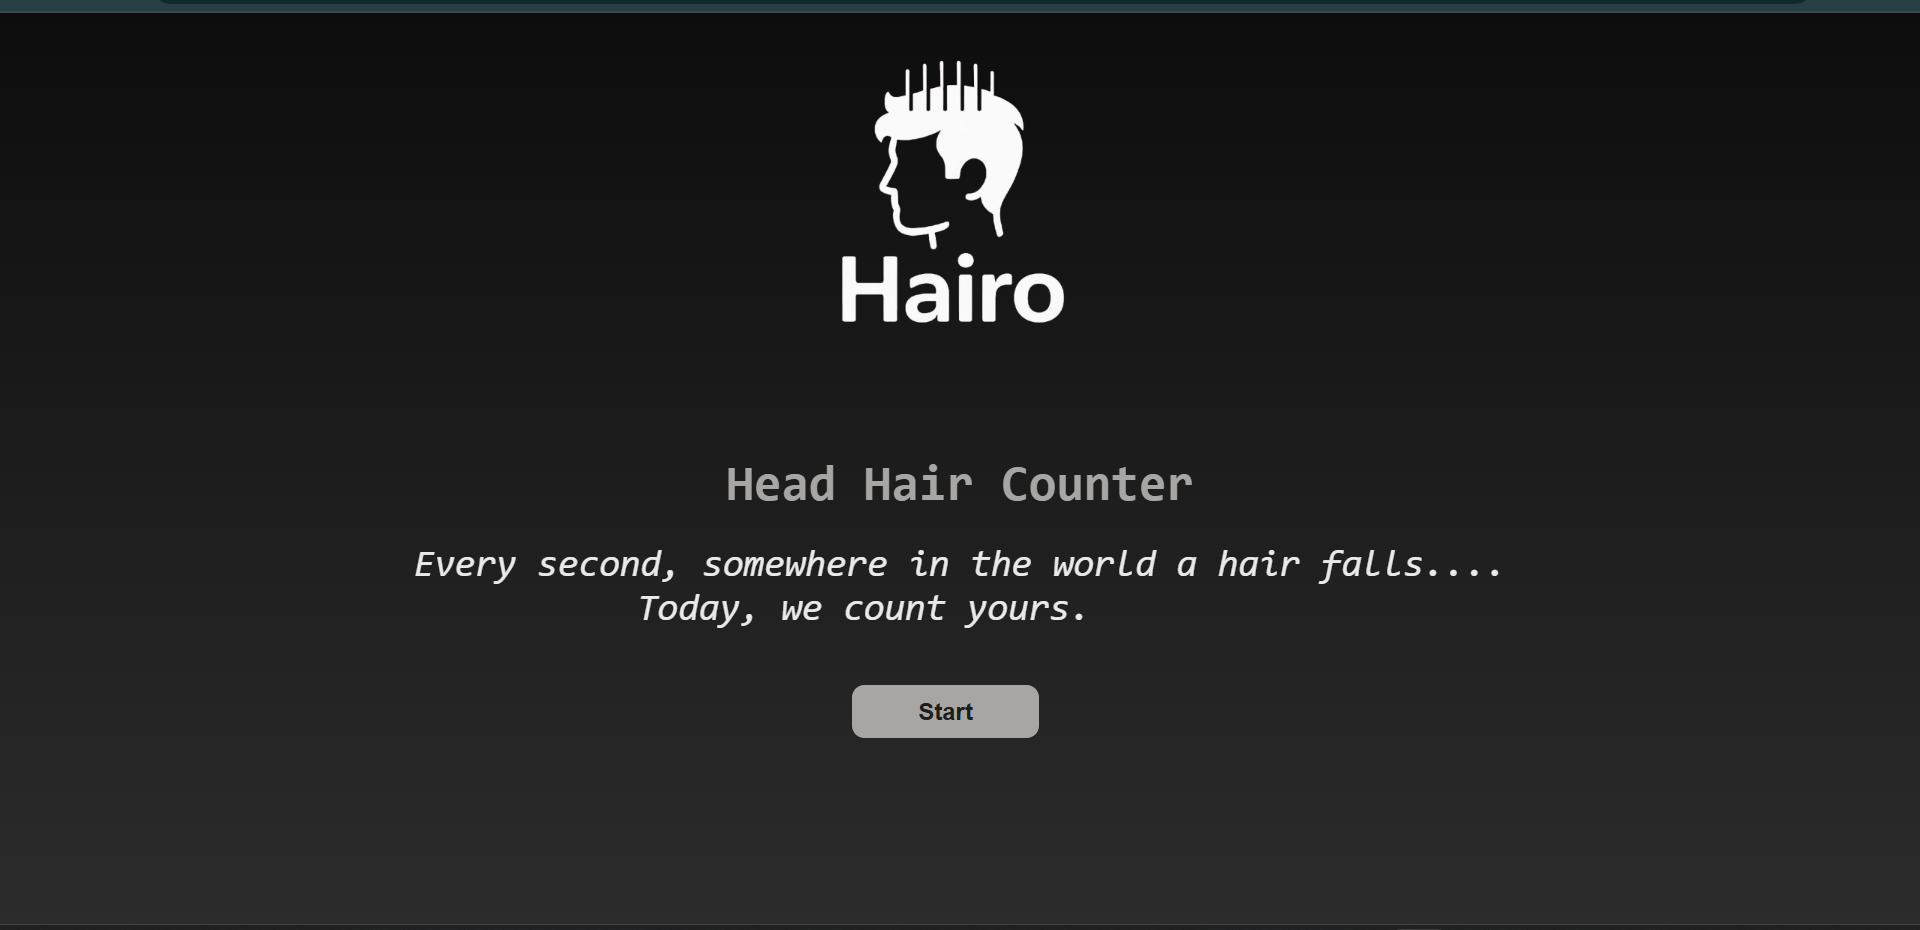 Hairo
Head Hair Counter
Every second, somewhere in the world a hair falls....
Today, we count yours.
Start